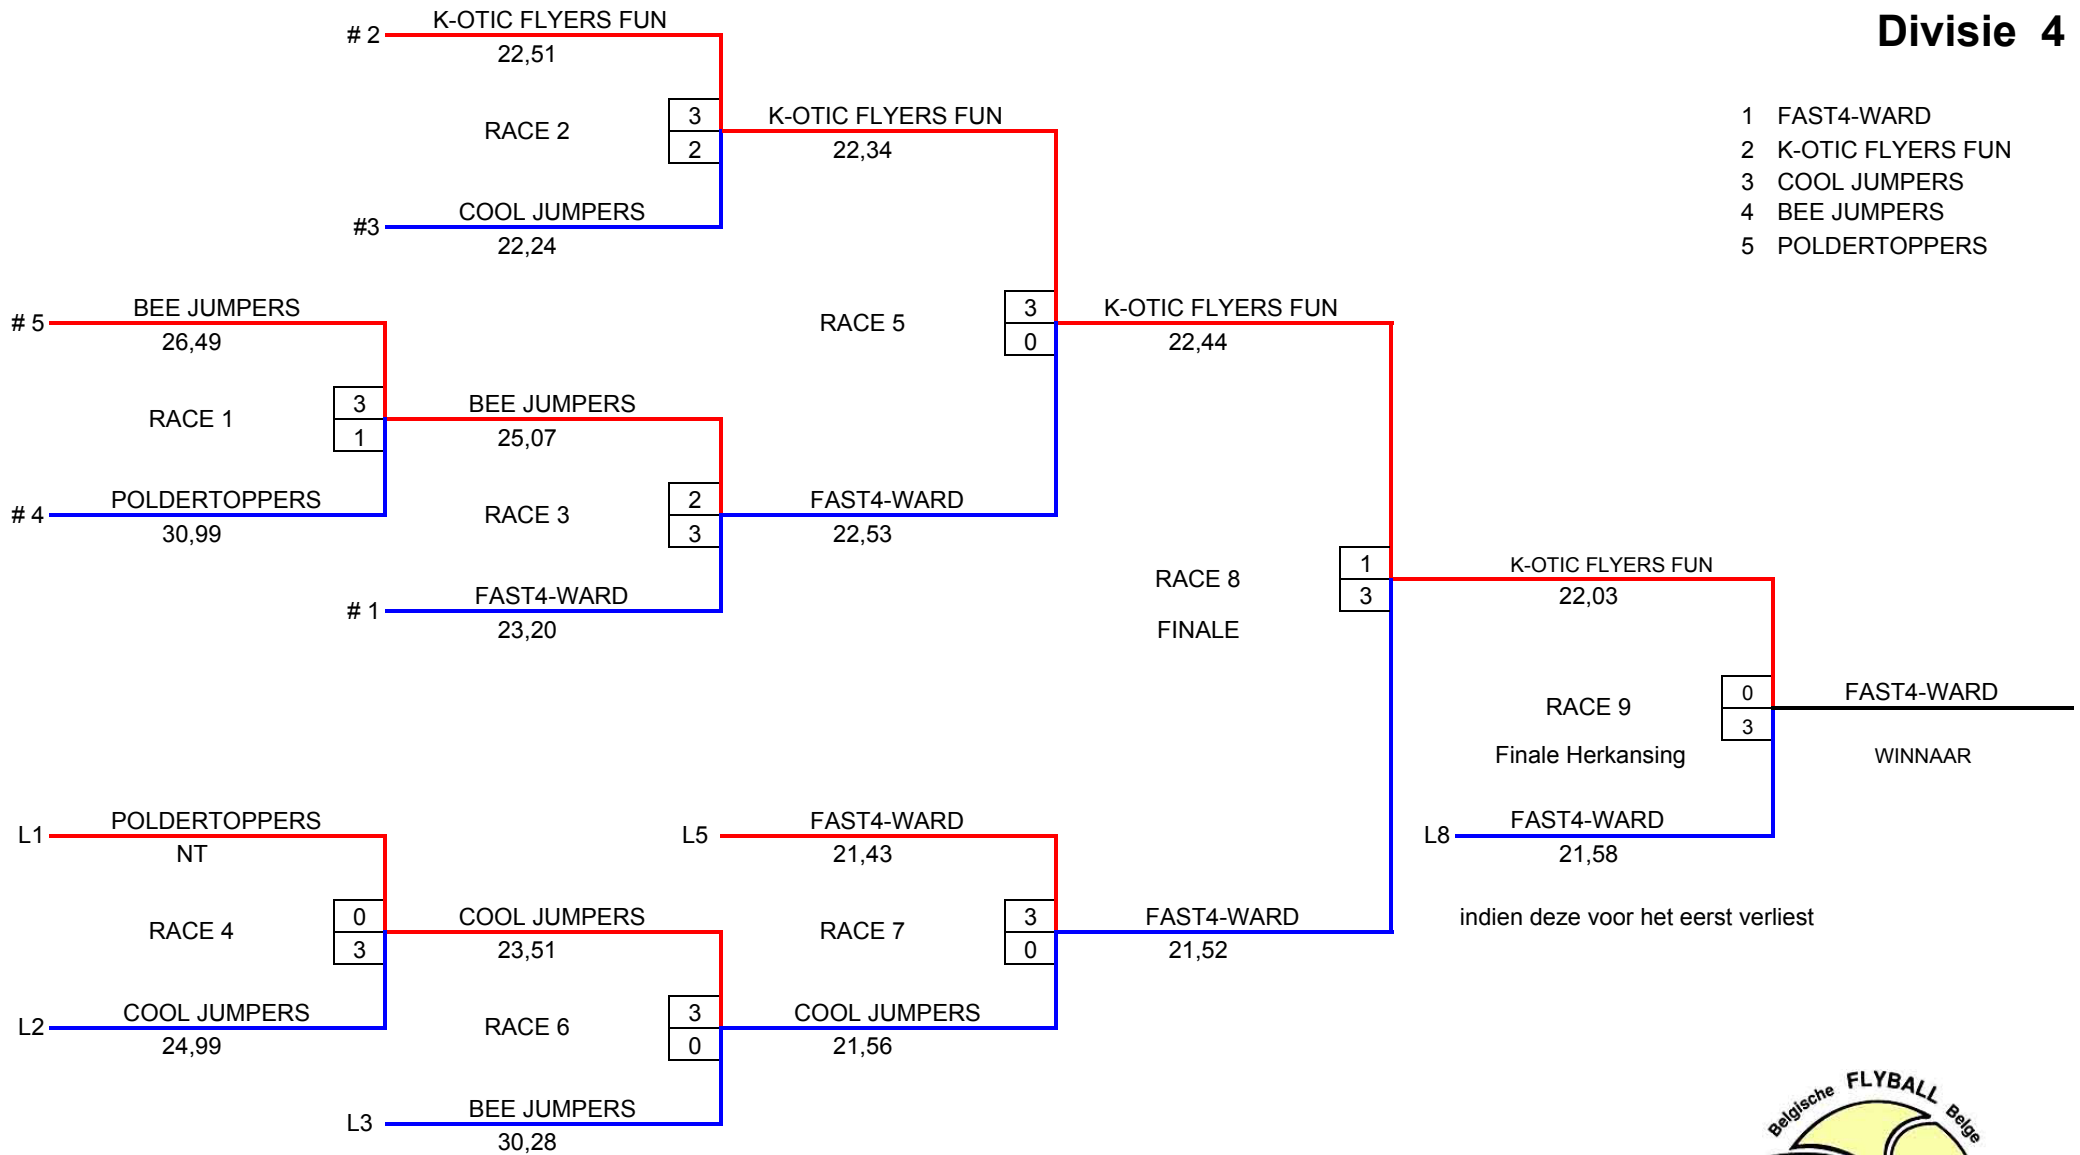 Divisie 4
1 FAST4-WARD
2 K-OTIC FLYERS FUN
3 COOL JUMPERS
4 BEE JUMPERS
5 POLDERTOPPERS
# 2 K-OTIC FLYERS FUN
22,51
RACE 2
3
2
#3 COOL JUMPERS
22,24
K-OTIC FLYERS FUN
22,34
# 5 BEE JUMPERS
26,49
RACE 1
3
1
# 4 POLDERTOPPERS
30,99
BEE JUMPERS
25,07
RACE 3
2
3
# 1 FAST4-WARD
23,20
RACE 5
3
0
FAST4-WARD
22,53
K-OTIC FLYERS FUN
22,44
RACE 8
FINALE
1
3
K-OTIC FLYERS FUN
22,03
RACE 9
Finale Herkansing
0
3
FAST4-WARD
WINNAAR
L8 FAST4-WARD
21,58
indien deze voor het eerst verliest
L1 POLDERTOPPERS
NT
RACE 4
0
3
L2 COOL JUMPERS
24,99
COOL JUMPERS
23,51
RACE 6
3
0
L3 BEE JUMPERS
30,28
L5 FAST4-WARD
21,43
RACE 7
3
0
COOL JUMPERS
21,56
FAST4-WARD
21,52
Belgische FLYBALL Belge